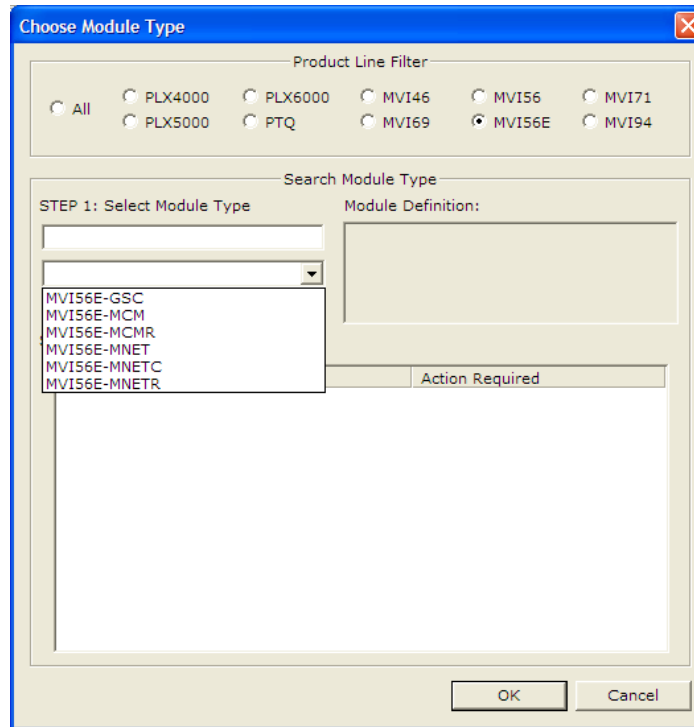 Choose Module Type
Product Line Filter
All
PLX4000
PLX6000
MVI46
MVI56
MVI71
PLX5000
PTQ
MVI69
MVI56E
MVI94
Search Module Type
STEP 1: Select Module Type
Module Definition:
MVI56E-GSC
MVI56E-MCM
MVI56E-MCMR
MVI56E-MNET
MVI56E-MNETC
MVI56E-MNETR
Action Required
OK
Cancel